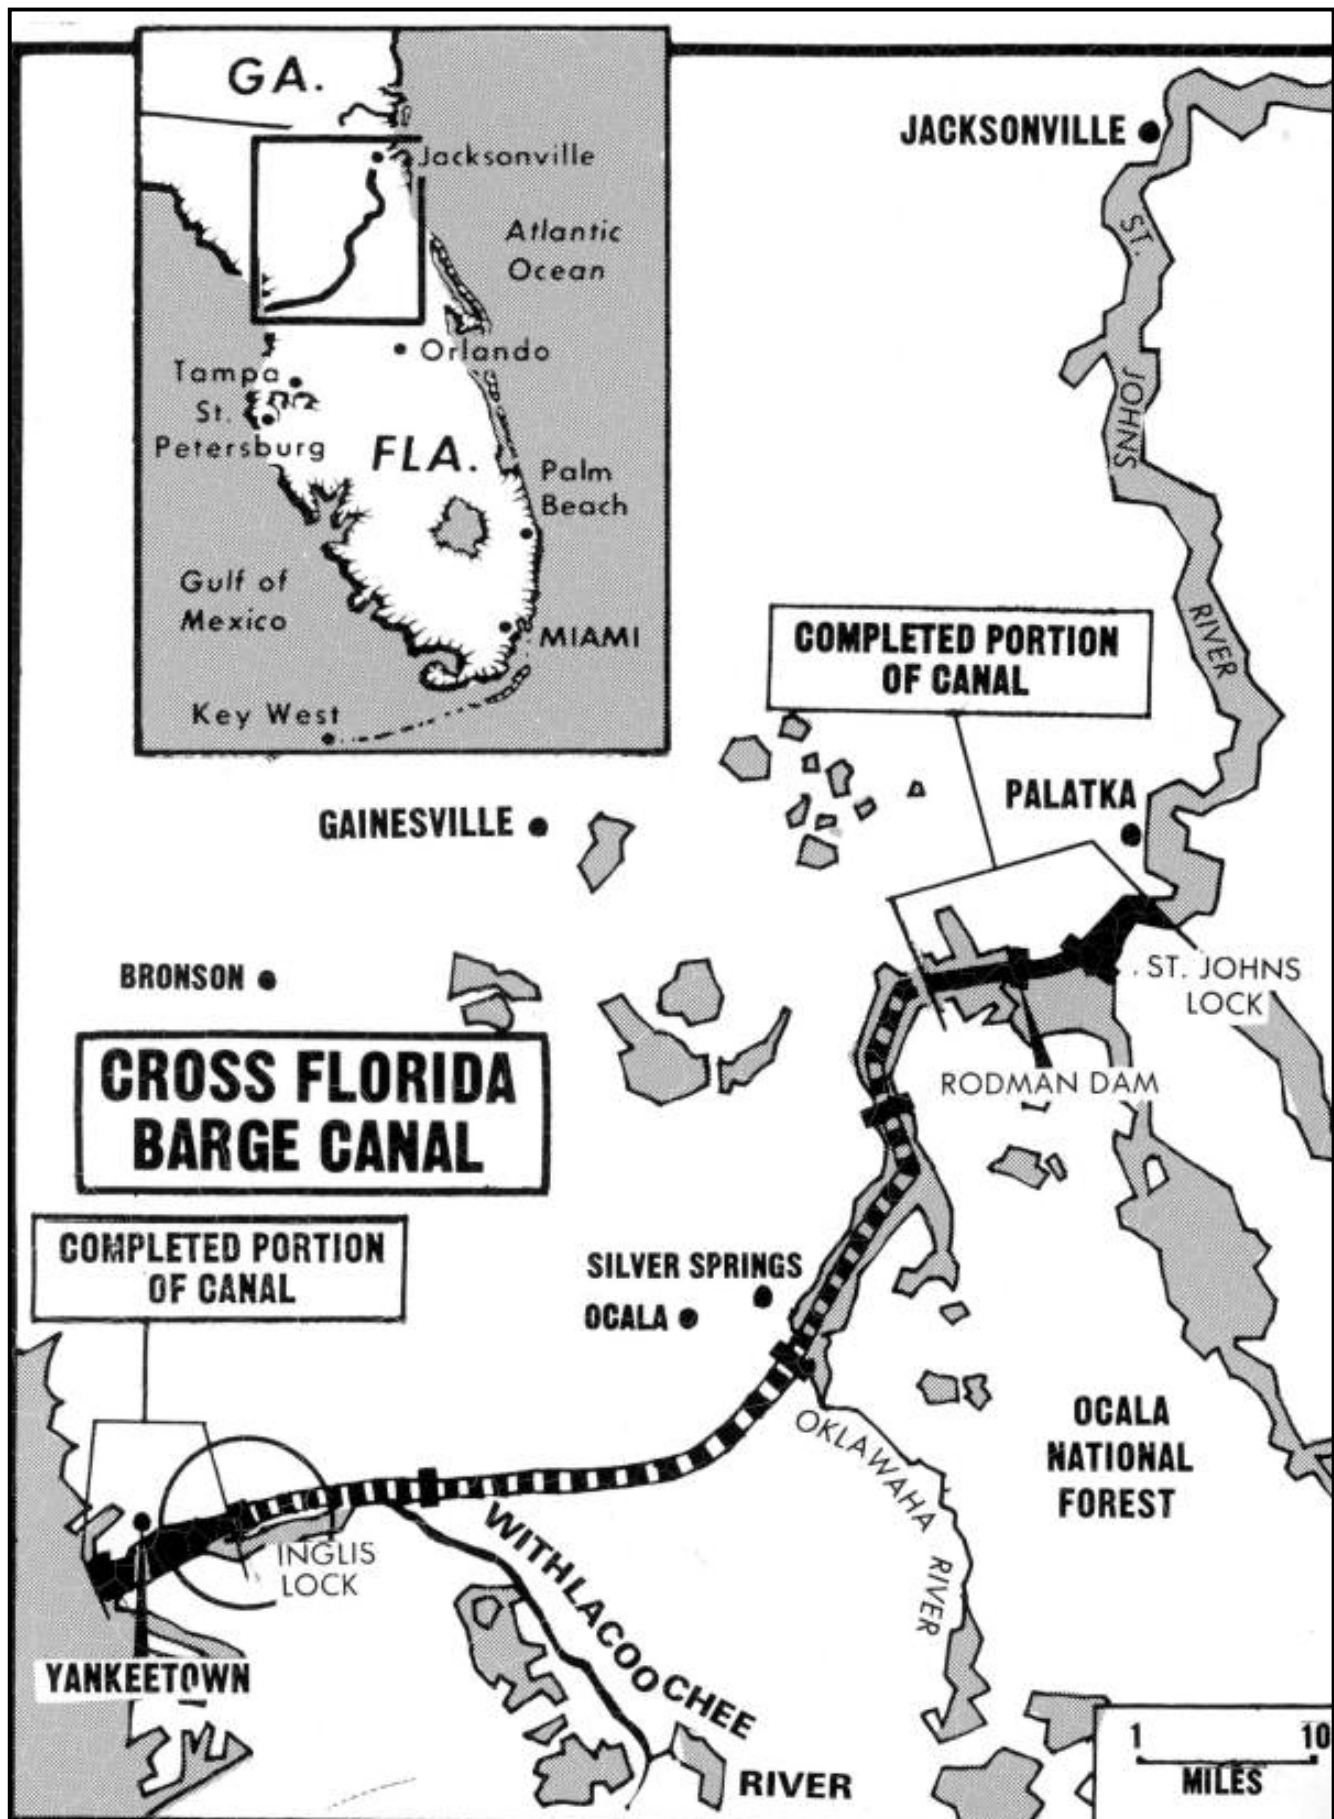 GA.
Jacksonville
Atlantic
Ocean
Orlando
Tampa
St.
Petersburg
FLA.
Palm
Beach
Gulf of
Mexico
MIAMI
Key West
JACKSONVILLE
ST. JOHNS RIVER
COMPLETED PORTION
OF CANAL
PALATKA
GAINESVILLE
BRONSON
ST. JOHNS
LOCK
RODMAN DAM
CROSS FLORIDA
BARGE CANAL
COMPLETED PORTION
OF CANAL
SILVER SPRINGS
OCALA
OKLAWAHA RIVER
OCALA
NATIONAL
FOREST
INGLIS
LOCK
WITHLACOOCHEE
RIVER
YANKEETOWN
1 10
MILES